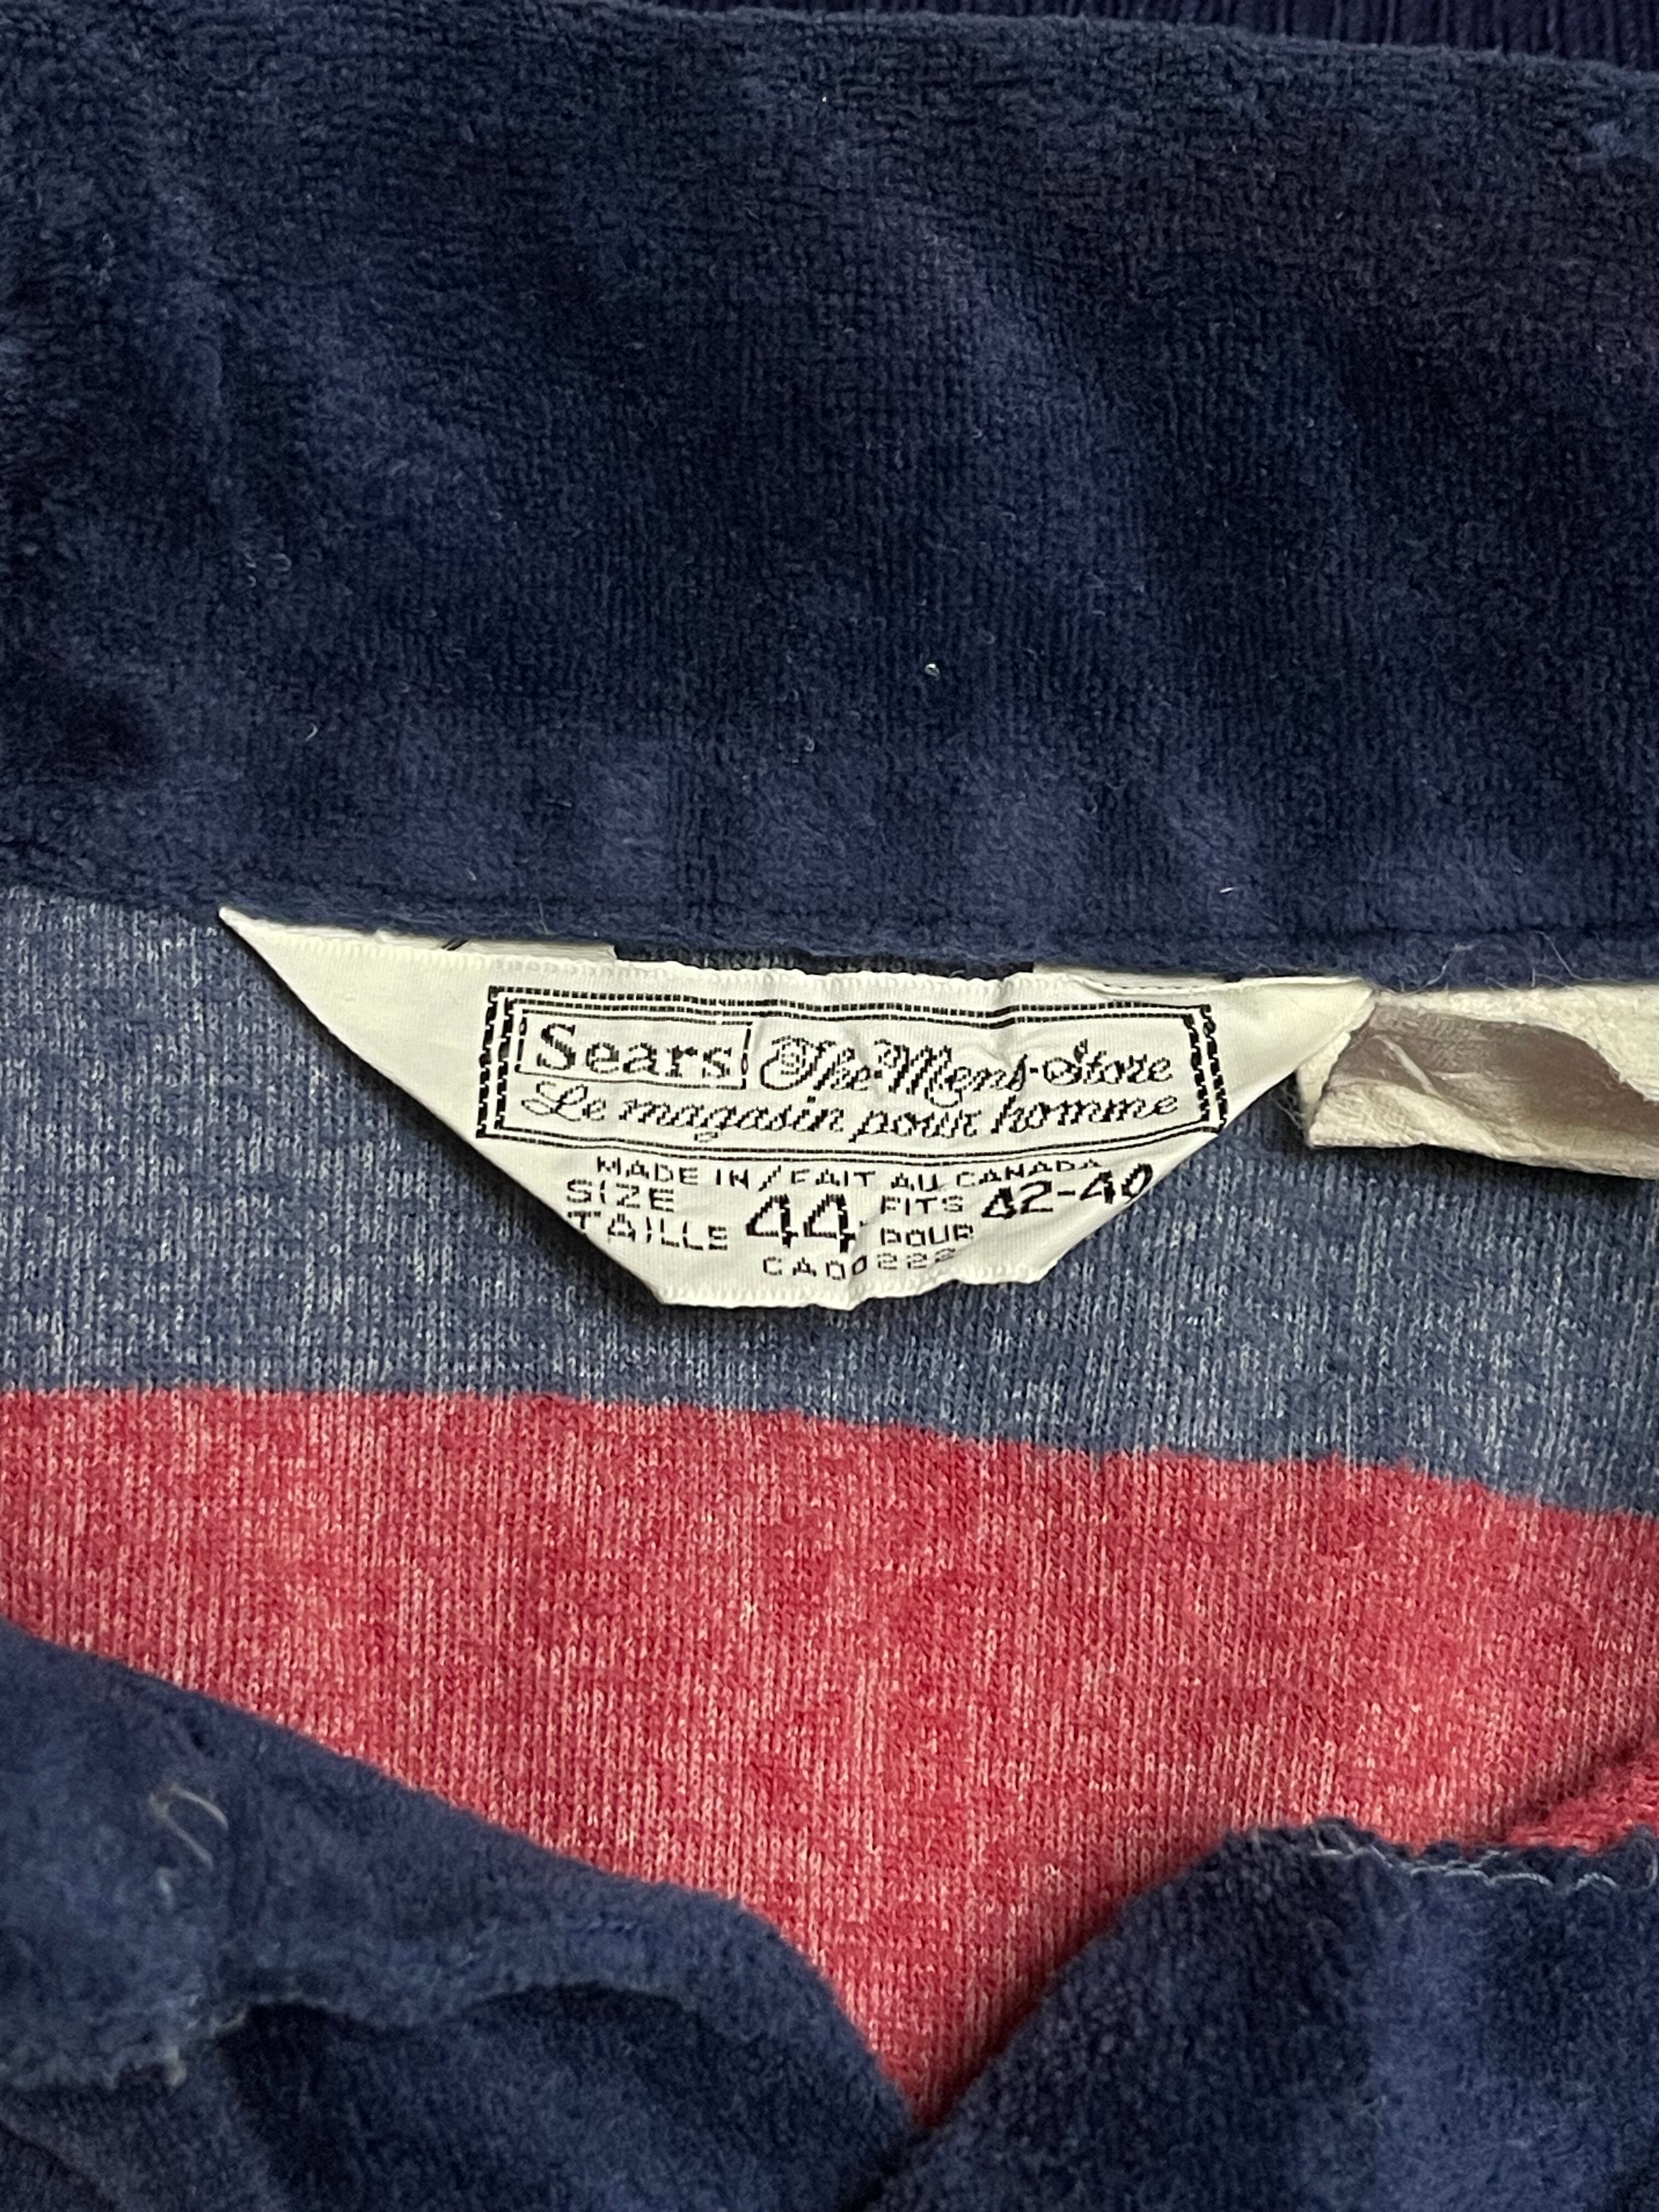 Sears The Men's Store
Le magasin pour homme
MADE IN / FAIT AU CANADA
SIZE 44 FITS 42-40
TAILLE POUR
CA00222